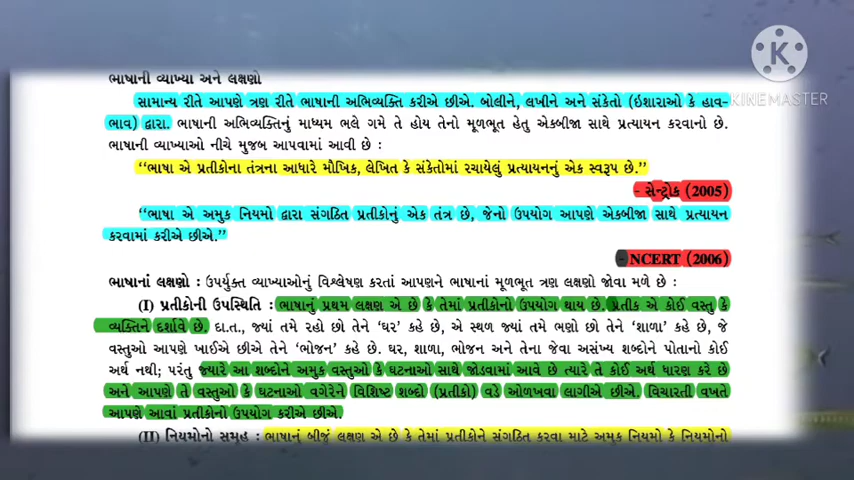 KINEMASTER
ભાષાની વ્યાખ્યા અને લક્ષણો
સામાન્ય રીતે આપણે ત્રણ રીતે ભાષાની અભિવ્યક્તિ કરીએ છીએ. બોલીને, લખીને અને સંકેતો (ઇશારાઓ કે હાવ-
ભાવ) દ્વારા. ભાષાની અભિવ્યક્તિનું માધ્યમ ભલે ગમે તે હોય તેનો મૂળભૂત હેતુ એકબીજા સાથે પ્રત્યાયન કરવાનો છે.
ભાષાની વ્યાખ્યાઓ નીચે મુજબ આપવામાં આવી છે :
‘‘ભાષા એ પ્રતીકોના તંત્રના આધારે મૌખિક, લેખિત કે સંકેતોમાં રચાયેલું પ્રત્યાયનનું એક સ્વરૂપ છે.’’
- સેન્ટ્રોક (2005)
‘‘ભાષા એ અમુક નિયમો દ્વારા સંગઠિત પ્રતીકોનું એક તંત્ર છે, જેનો ઉપયોગ આપણે એકબીજા સાથે પ્રત્યાયન
કરવામાં કરીએ છીએ.’’
- NCERT (2006)
ભાષાનાં લક્ષણો : ઉપર્યુક્ત વ્યાખ્યાઓનું વિશ્લેષણ કરતાં આપણને ભાષાનાં મૂળભૂત ત્રણ લક્ષણો જોવા મળે છે :
(I) પ્રતીકોની ઉપસ્થિતિ : ભાષાનું પ્રથમ લક્ષણ એ છે કે તેમાં પ્રતીકોનો ઉપયોગ થાય છે. પ્રતીક એ કોઈ વસ્તુ કે
વ્યક્તિને દર્શાવે છે. દા.ત., જ્યાં તમે રહો છો તેને ‘ઘર’ કહે છે, એ સ્થળ જ્યાં તમે ભણો છો તેને ‘શાળા’ કહે છે, જે
વસ્તુઓ આપણે ખાઈએ છીએ તેને ‘ભોજન’ કહે છે. ઘર, શાળા, ભોજન અને તેના જેવા અસંખ્ય શબ્દોને પોતાનો કોઈ
અર્થ નથી; પરંતુ જ્યારે આ શબ્દોને અમુક વસ્તુઓ કે ઘટનાઓ સાથે જોડવામાં આવે છે ત્યારે તે કોઈ અર્થ ધારણ કરે છે
અને આપણે તે વસ્તુઓ કે ઘટનાઓ વગેરેને વિશિષ્ટ શબ્દો (પ્રતીકો) વડે ઓળખવા લાગીએ છીએ. વિચારતી વખતે
આપણે આવાં પ્રતીકોનો ઉપયોગ કરીએ છીએ.
(II) નિયમોનો સમૂહ : ભાષાનું બીજું લક્ષણ એ છે કે તેમાં પ્રતીકોને સંગઠિત કરવા માટે અમુક નિયમો કે નિયમોનો